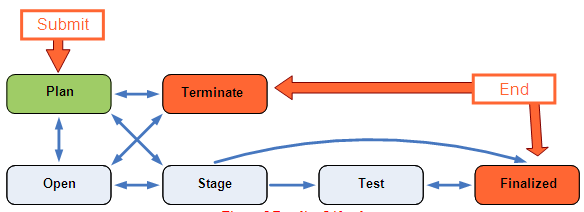 Submit
Plan
Terminate
End
Open
Stage
Test
Finalized